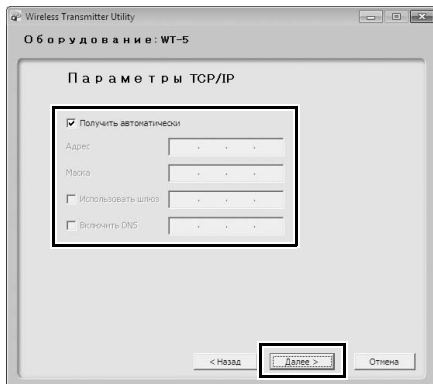 Wireless Transmitter Utility
Оборудование: WT-5
Параметры TCP/IP
Получить автоматически
Адрес
Маска
Использовать шлюз
Включить DNS
< Назад Далее > Отмена